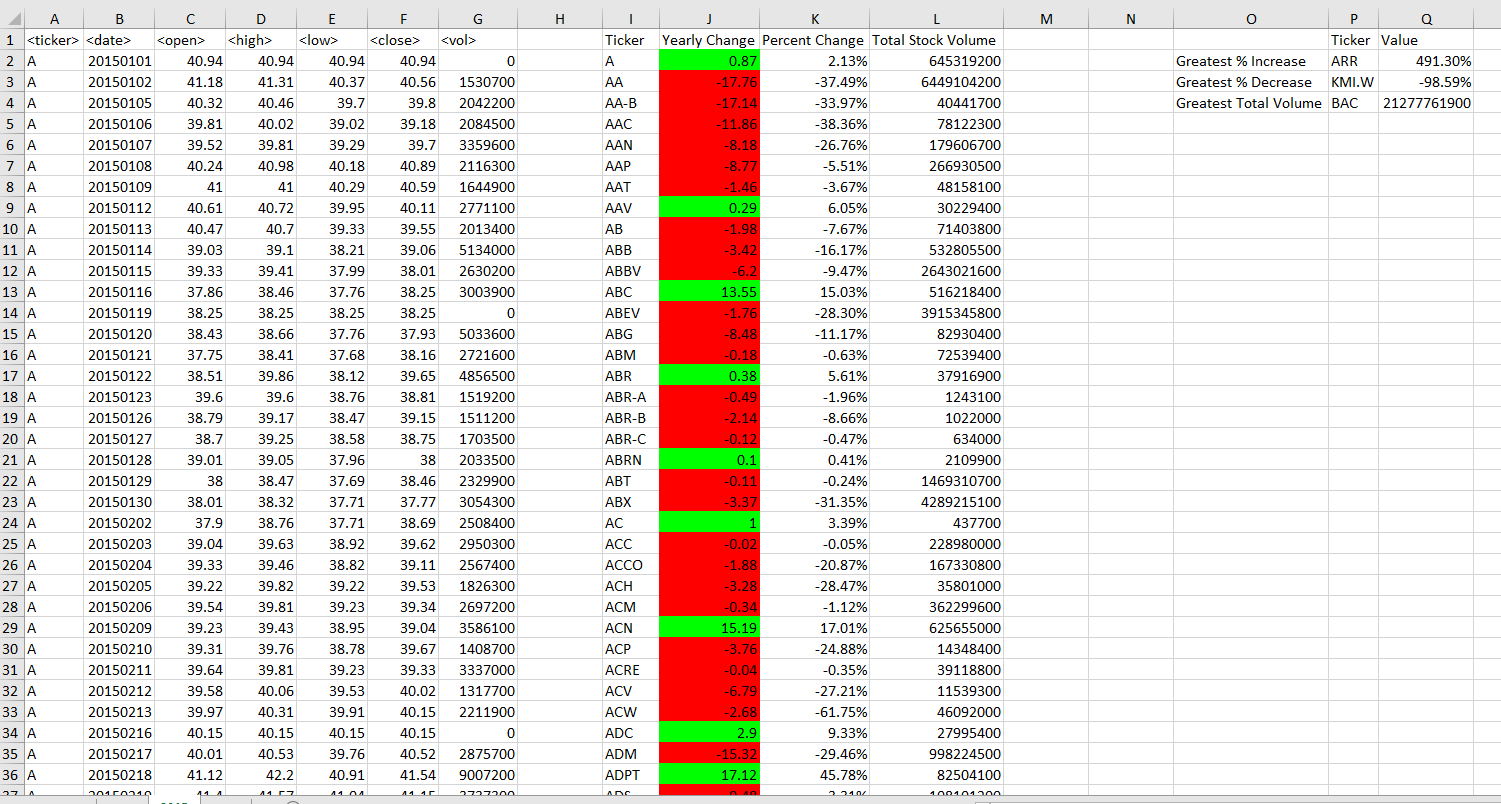 A B C D E F G H I J K L M N O P Q
1 <ticker> <date> <open> <high> <low> <close> <vol> Ticker Yearly Change Percent Change Total Stock Volume Ticker Value
2 A 20150101 40.94 40.94 40.94 40.94 0 A 0.87 2.13% 645319200 Greatest % Increase ARR 491.30%
3 A 20150102 41.18 41.31 40.37 40.56 1530700 AA -17.76 -37.49% 6449104200 Greatest % Decrease KMI.W -98.59%
4 A 20150105 40.32 40.46 39.7 39.8 2042200 AA-B -17.14 -33.97% 40441700 Greatest Total Volume BAC 21277761900
5 A 20150106 39.81 40.02 39.02 39.18 2084500 AAC -11.86 -38.36% 78122300
6 A 20150107 39.52 39.81 39.29 39.7 3359600 AAN -8.18 -26.76% 179606700
7 A 20150108 40.24 40.98 40.18 40.89 2116300 AAP -8.77 -5.51% 266930500
8 A 20150109 41 41 40.29 40.59 1644900 AAT -1.46 -3.67% 48158100
9 A 20150112 40.61 40.72 39.95 40.11 2771100 AAV 0.29 6.05% 30229400
10 A 20150113 40.47 40.7 39.33 39.55 2013400 AB -1.98 -7.67% 71403800
11 A 20150114 39.03 39.1 38.21 39.06 5134000 ABB -3.42 -16.17% 532805500
12 A 20150115 39.33 39.41 37.99 38.01 2630200 ABBV -6.2 -9.47% 2643021600
13 A 20150116 37.86 38.46 37.76 38.25 3003900 ABC 13.55 15.03% 516218400
14 A 20150119 38.25 38.25 38.25 38.25 0 ABEV -1.76 -28.30% 3915345800
15 A 20150120 38.43 38.66 37.76 37.93 5033600 ABG -8.48 -11.17% 82930400
16 A 20150121 37.75 38.41 37.68 38.16 2721600 ABM -0.18 -0.63% 72539400
17 A 20150122 38.51 39.86 38.12 39.65 4856500 ABR 0.38 5.61% 37916900
18 A 20150123 39.6 39.6 38.76 38.81 1519200 ABR-A -0.49 -1.96% 1243100
19 A 20150126 38.79 39.17 38.47 39.15 1511200 ABR-B -2.14 -8.66% 1022000
20 A 20150127 38.7 39.25 38.58 38.75 1703500 ABR-C -0.12 -0.47% 634000
21 A 20150128 39.01 39.05 37.96 38 2033500 ABRN 0.1 0.41% 2109900
22 A 20150129 38 38.47 37.69 38.46 2329900 ABT -0.11 -0.24% 1469310700
23 A 20150130 38.01 38.32 37.71 37.77 3054300 ABX -3.37 -31.35% 4289215100
24 A 20150202 37.9 38.76 37.71 38.69 2508400 AC 1 3.39% 437700
25 A 20150203 39.04 39.63 38.92 39.62 2950300 ACC -0.02 -0.05% 228980000
26 A 20150204 39.33 39.46 38.82 39.11 2567400 ACCO -1.88 -20.87% 167330800
27 A 20150205 39.22 39.82 39.22 39.53 1826300 ACH -3.28 -28.47% 35801000
28 A 20150206 39.54 39.81 39.23 39.34 2697200 ACM -0.34 -1.12% 362299600
29 A 20150209 39.23 39.43 38.95 39.04 3586100 ACN 15.19 17.01% 625655000
30 A 20150210 39.31 39.76 38.78 39.67 1408700 ACP -3.76 -24.88% 14348400
31 A 20150211 39.64 39.81 39.23 39.33 3337000 ACRE -0.04 -0.35% 39118800
32 A 20150212 39.58 40.06 39.53 40.02 1317700 ACV -6.79 -27.21% 11539300
33 A 20150213 39.97 40.31 39.91 40.15 2211900 ACW -2.68 -61.75% 46092000
34 A 20150216 40.15 40.15 40.15 40.15 0 ADC 2.9 9.33% 27995400
35 A 20150217 40.01 40.53 39.76 40.52 2875700 ADM -15.32 -29.46% 998224500
36 A 20150218 41.12 42.2 40.91 41.54 9007200 ADPT 17.12 45.78% 82504100